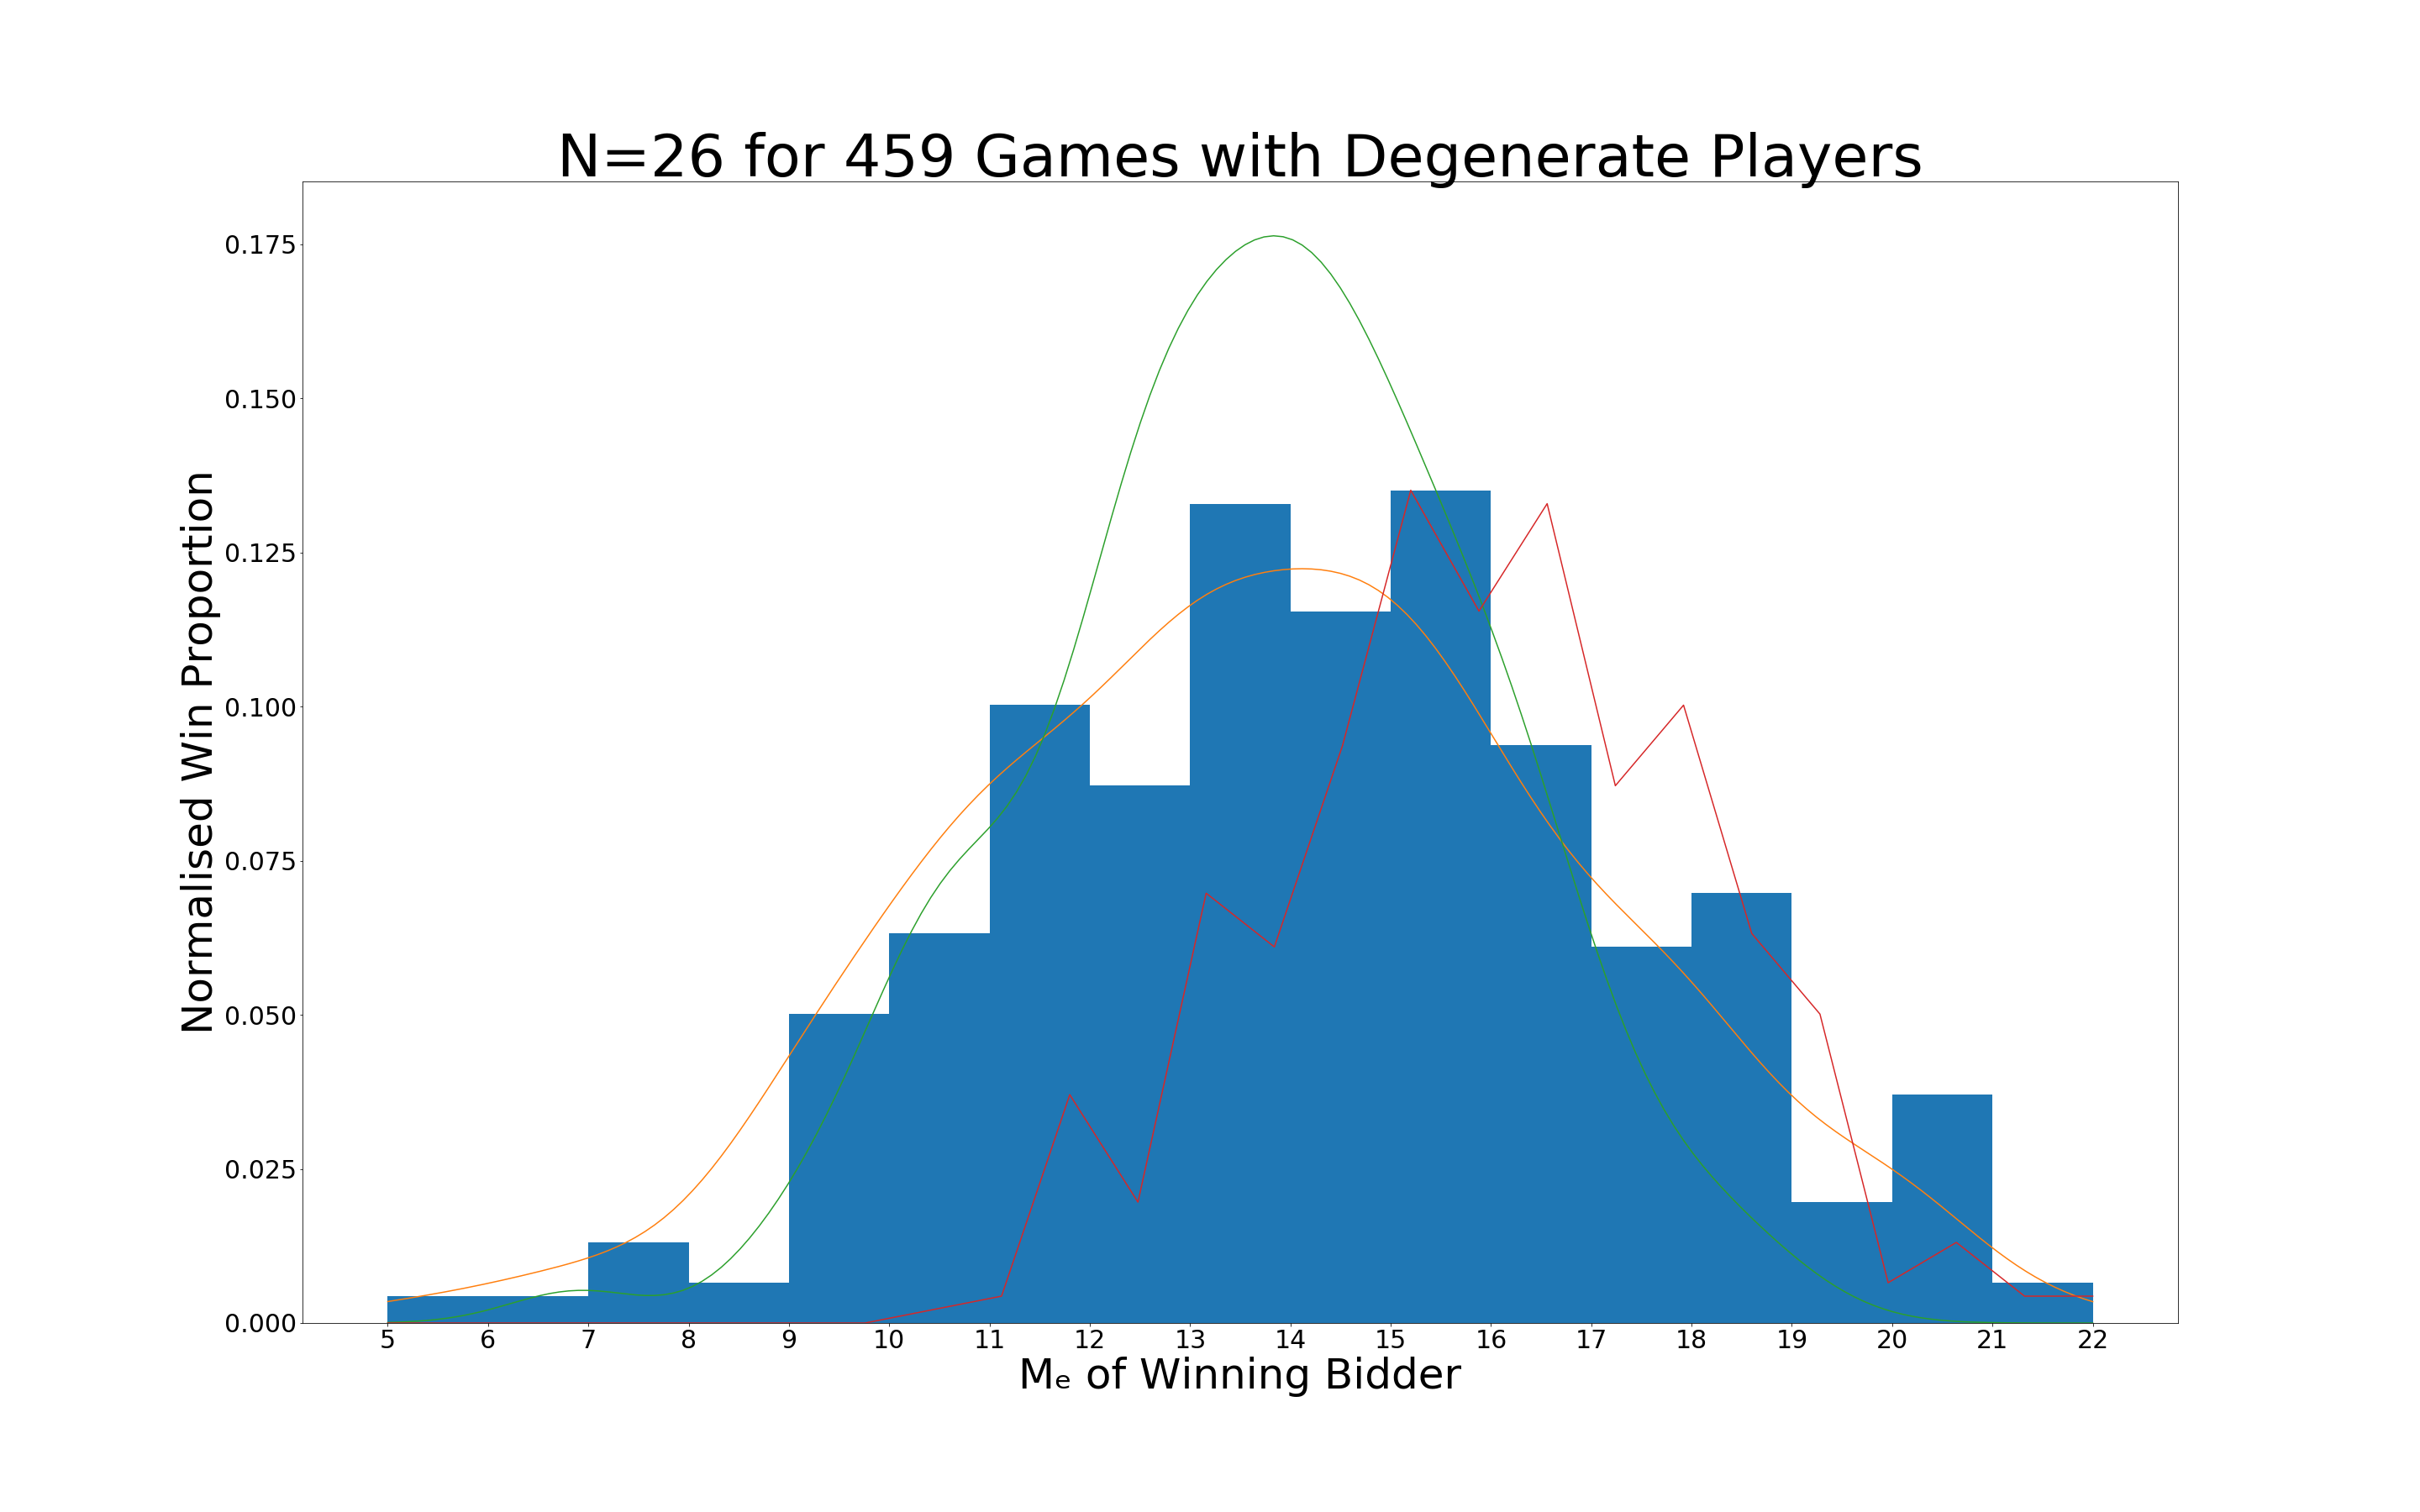 N=26 for 459 Games with Degenerate Players
Normalised Win Proportion
0.175
0.150
0.125
0.100
0.075
0.050
0.025
0.000
5 6 7 8 9 10 11 12 13 14 15 16 17 18 19 20 21 22
Mₑ of Winning Bidder